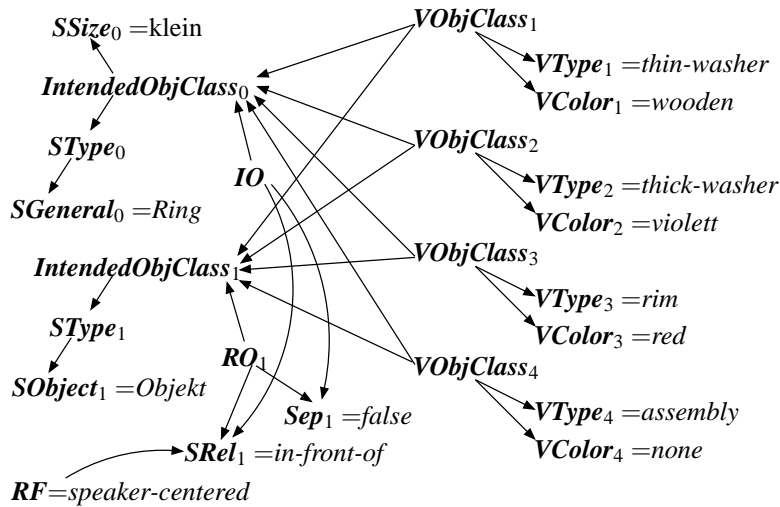 SSize₀ =klein
VObjClass₁
VType₁ =thin-washer
IntendedObjClass₀
VColor₁ =wooden
SType₀
VObjClass₂
IO
VType₂ =thick-washer
SGeneral₀ =Ring
VColor₂ =violett
IntendedObjClass₁
VObjClass₃
VType₃ =rim
SType₁
VColor₃ =red
RO₁
VObjClass₄
SObject₁ =Objekt
VType₄ =assembly
Sep₁ =false
VColor₄ =none
SRel₁ =in-front-of
RF=speaker-centered